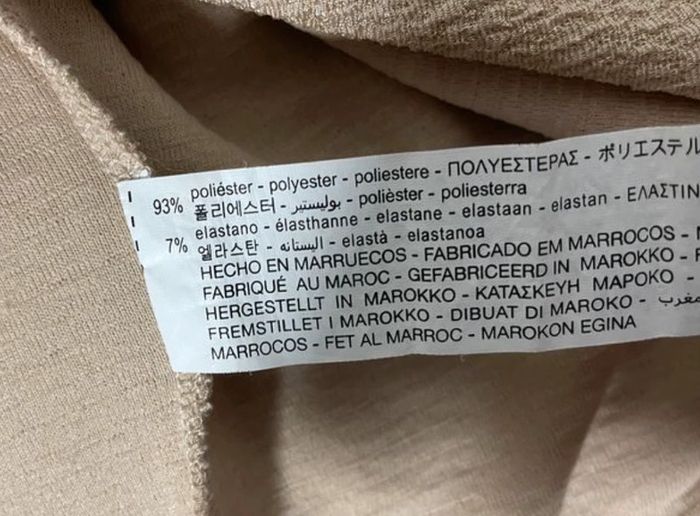 93% poliéster - polyester - poliestere - ΠΟΛΥΕΣΤΕΡΑΣ - ポリエステル
폴리에스터 - بوليستير - polièster - poliesterra
elastano - élasthanne - elastane - elastaan - elastan - ΕΛΑΣΤΙΝ
7% 엘라스탄 - اليستانه - elastà - elastanoa
HECHO EN MARRUECOS - FABRICADO EM MARROCOS -
FABRIQUÉ AU MAROC - GEFABRICEERD IN MAROKKO -
HERGESTELLT IN MAROKKO - ΚΑΤΑΣΚΕΥΗ ΜΑΡΟΚΟ -
FREMSTILLET I MAROKKO - DIBUAT DI MAROKO -
MARROCOS - FET AL MARROC - MAROKON EGINA